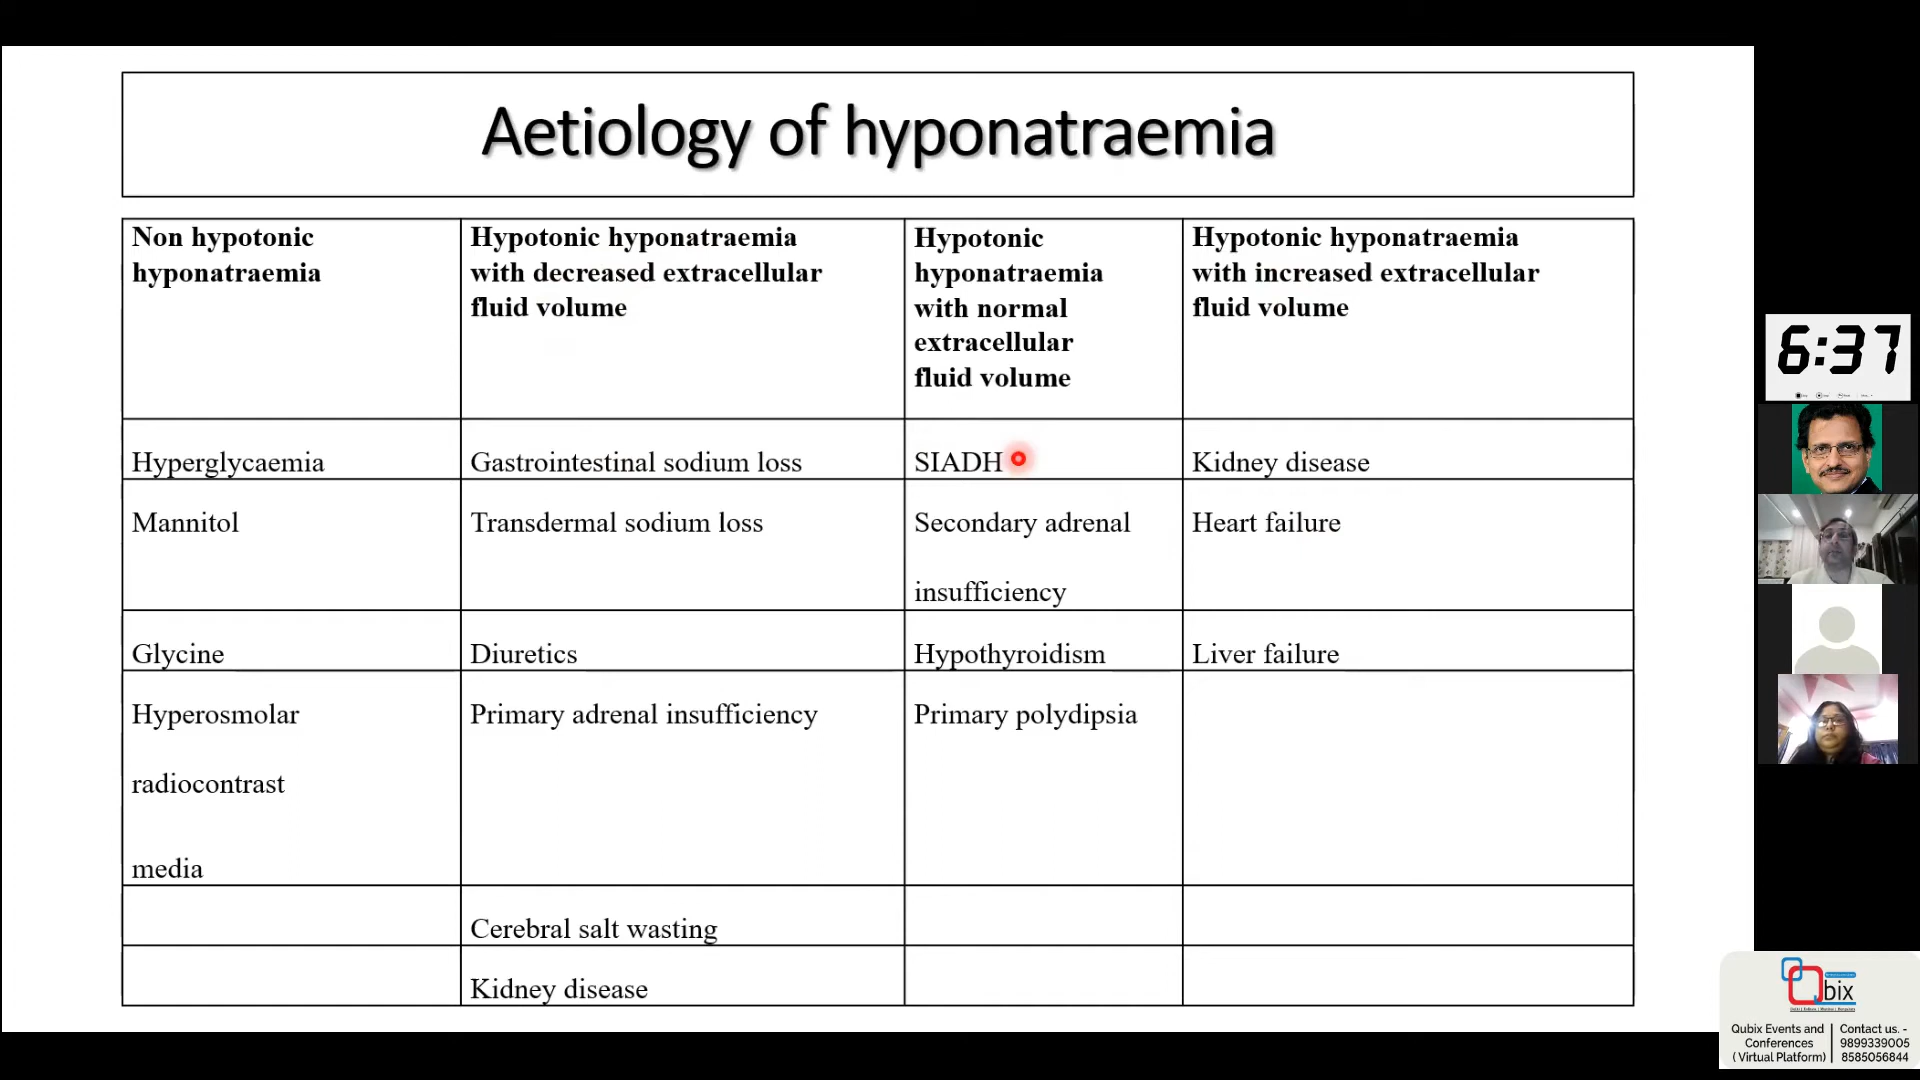 Aetiology of hyponatraemia
Non hypotonic
hyponatraemia
Hypotonic hyponatraemia
with decreased extracellular
fluid volume
Hypotonic
hyponatraemia
with normal
extracellular
fluid volume
Hypotonic hyponatraemia
with increased extracellular
fluid volume
Hyperglycaemia
Gastrointestinal sodium loss
SIADH
Kidney disease
Mannitol
Transdermal sodium loss
Secondary adrenal
insufficiency
Heart failure
Glycine
Diuretics
Hypothyroidism
Liver failure
Hyperosmolar
radiocontrast
media
Primary adrenal insufficiency
Primary polydipsia
Cerebral salt wasting
Kidney disease
6:37
Qbix
Qubix Events and
Conferences
( Virtual Platform)
Contact us. -
9899339005
8585056844